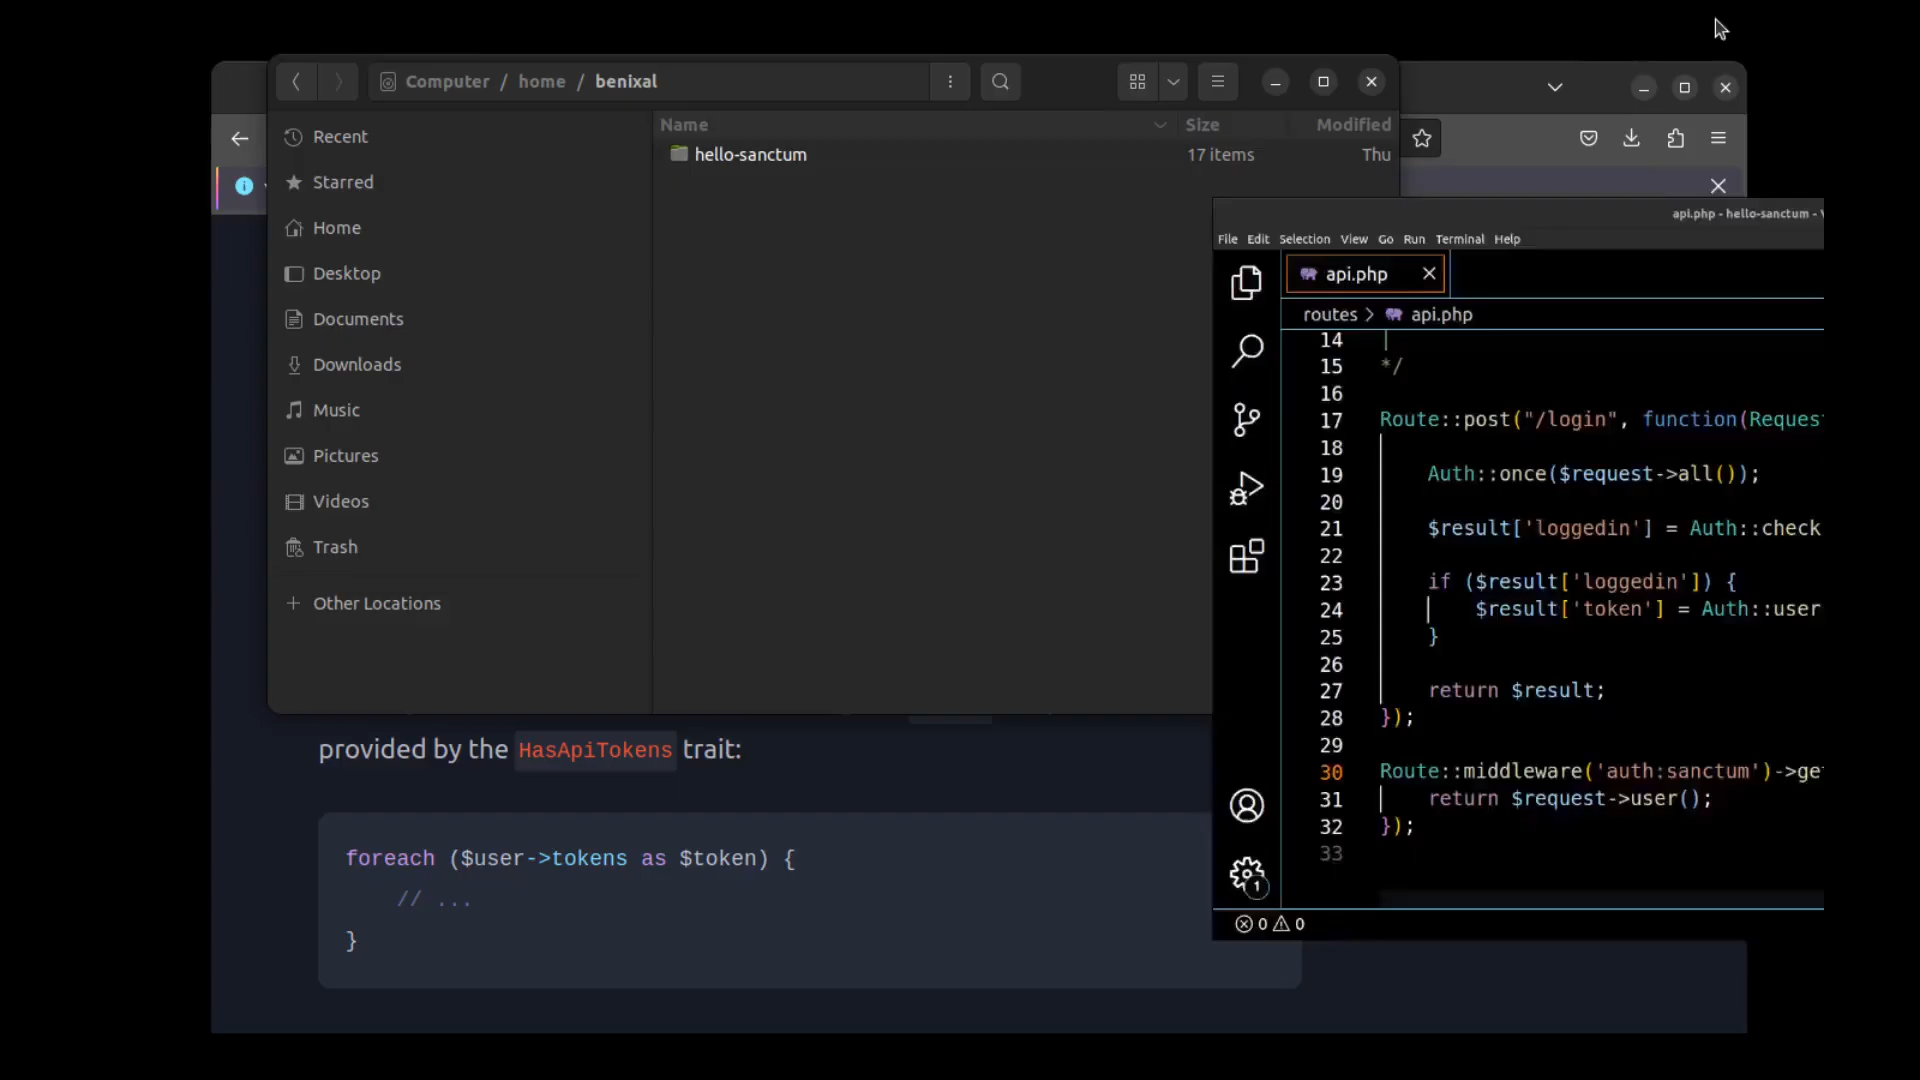 Computer / home / benixal
Recent
Starred
Home
Desktop
Documents
Downloads
Music
Pictures
Videos
Trash
Other Locations
Name Size Modified
hello-sanctum 17 items Thu
provided by the HasApiTokens trait:
foreach ($user->tokens as $token) {
// ...
}
api.php - hello-sanctum -
File Edit Selection View Go Run Terminal Help
api.php
routes > api.php
14
15 */
16
17 Route::post("/login", function(Reques
18
19 Auth::once($request->all());
20
21 $result['loggedin'] = Auth::check
22
23 if ($result['loggedin']) {
24 $result['token'] = Auth::user
25 }
26
27 return $result;
28 });
29
30 Route::middleware('auth:sanctum')->ge
31 return $request->user();
32 });
33
1
0 0